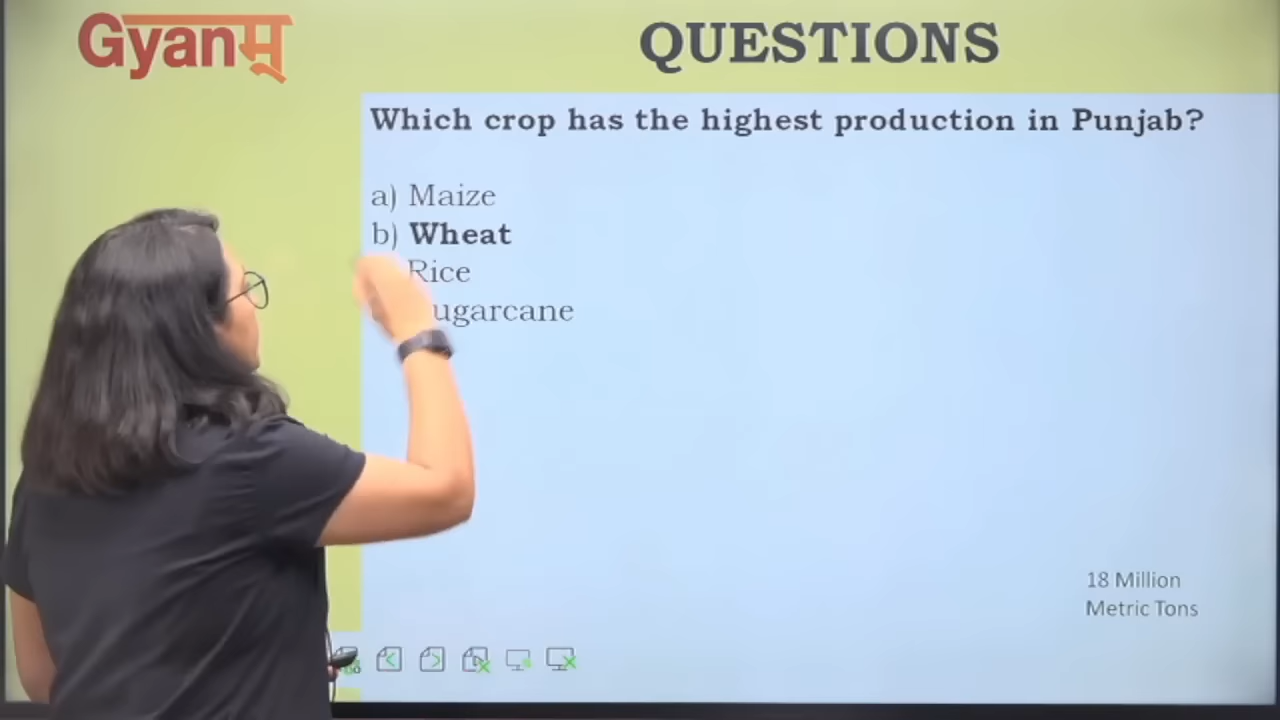 Gyanम्
QUESTIONS
Which crop has the highest production in Punjab?
a) Maize
b) Wheat
Rice
ugarcane
18 Million
Metric Tons